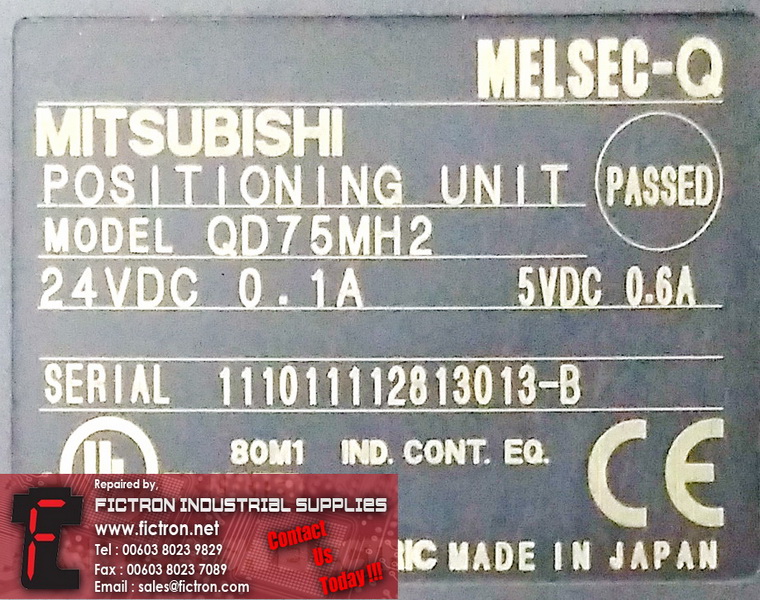 MELSEC-Q
MITSUBISHI
POSITIONING UNIT
PASSED
MODEL QD75MH2
24VDC 0.1A 5VDC 0.6A
SERIAL 111011112813013-B
80M1 IND. CONT. EQ.
CE
RIC MADE IN JAPAN
Repaired by,
FICTRON INDUSTRIAL SUPPLIES
www.fictron.net
Tel : 00603 8023 9829
Fax : 00603 8023 7089
Email : sales@fictron.com
Contact
Us
Today !!!